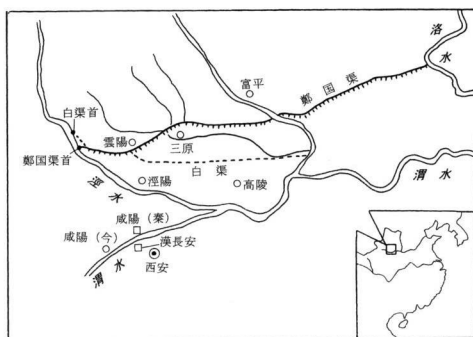 洛水
鄭国渠
富平
白渠首
雲陽
三原
鄭国渠首
白渠
涇水
涇陽
高陵
渭水
咸陽（秦）
咸陽（今）
漢長安
西安
渭水